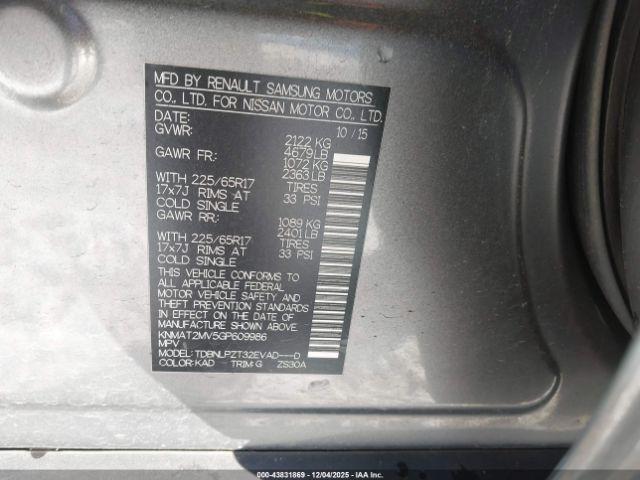 MFD BY RENAULT SAMSUNG MOTORS
CO., LTD. FOR NISSAN MOTOR CO., LTD.
DATE: 10 / 15
GVWR: 2122 KG
4679 LB
GAWR FR: 1072 KG
2363 LB
WITH 225/65R17 TIRES
17x7J RIMS AT 33 PSI
COLD SINGLE
GAWR RR: 1089 KG
2401 LB
WITH 225/65R17 TIRES
17x7J RIMS AT 33 PSI
COLD SINGLE
THIS VEHICLE CONFORMS TO
ALL APPLICABLE FEDERAL
MOTOR VEHICLE SAFETY AND
THEFT PREVENTION STANDARDS
IN EFFECT ON THE DATE OF
MANUFACTURE SHOWN ABOVE.
KNMAT2MV5GP609986
MPV
MODEL: TDBNLPZT32EVAD---D
COLOR: KAD TRIM: G ZS30A
000-43831869 - 12/04/2025 - IAA, Inc.